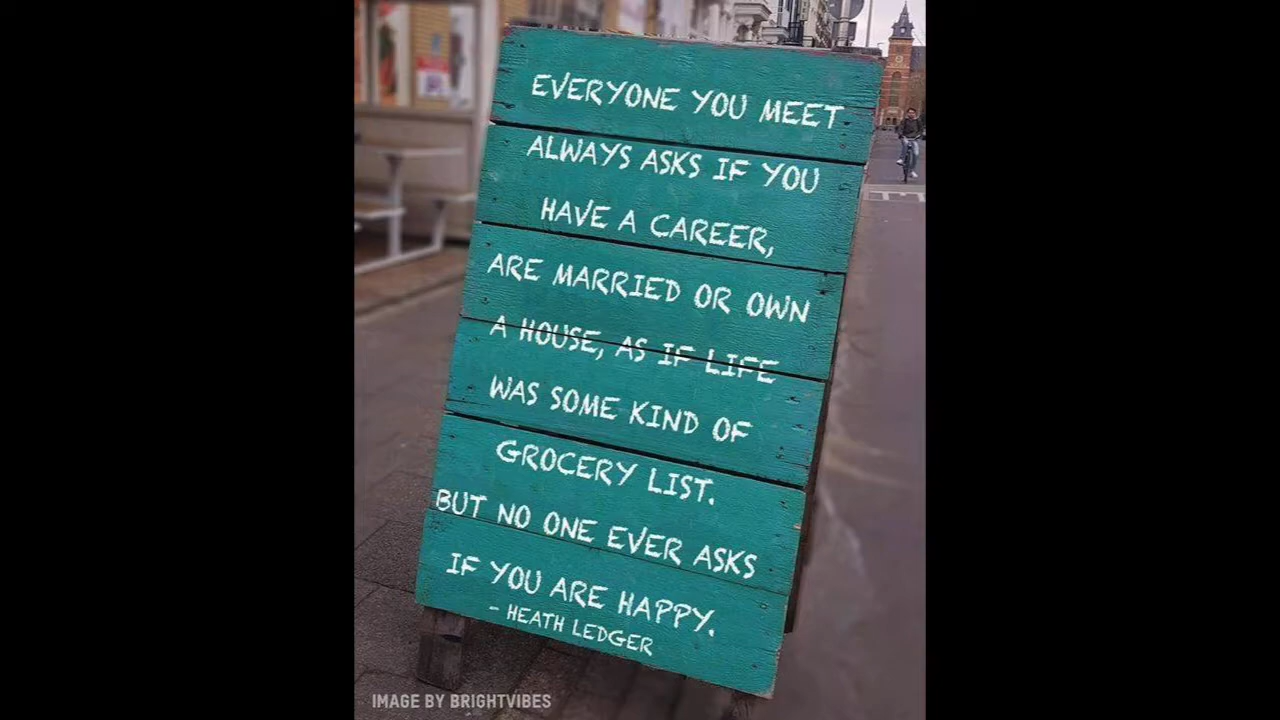 EVERYONE YOU MEET
ALWAYS ASKS IF YOU
HAVE A CAREER,
ARE MARRIED OR OWN
A HOUSE, AS IF LIFE
WAS SOME KIND OF
GROCERY LIST.
BUT NO ONE EVER ASKS
IF YOU ARE HAPPY.
- HEATH LEDGER
IMAGE BY BRIGHTVIBES